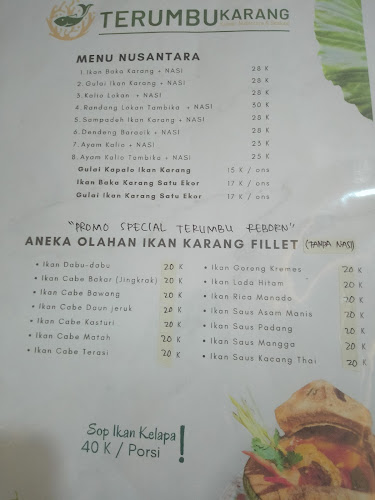 TERUMBU KARANG
MENU NUSANTARA
1. Ikan Baka Karang + NASI 28 K
2. Gulai Ikan Karang + NASI 28 K
3. Kalio Lokan + NASI 28 K
4. Randang Lokan Tambika + NASI 30 K
5. Sampadeh Ikan Karang + NASI 28 K
6. Dendeng Baracik + NASI 28 K
7. Ayam Kalio + NASI 25 K
8. Ayam Kalio Tambika + NASI 25 K
Gulai Kapalo Ikan Karang 15 K / ons
Ikan Baka Karang Satu Ekor 17 K / ons
Gulai Ikan Karang Satu Ekor 17 K / ons
"PROMO SPECIAL TERUMBU REBORN"
ANEKA OLAHAN IKAN KARANG FILLET (TANPA NASI)
• Ikan Dabu-dabu 20 K
• Ikan Cabe Bakar (Jingkrak) 20 K
• Ikan Cabe Bawang 20 K
• Ikan Cabe Daun jeruk 20 K
• Ikan Cabe Kasturi 20 K
• Ikan Cabe Matah 20 K
• Ikan Cabe Terasi 20 K
• Ikan Goreng Kremes 20 K
• Ikan Lada Hitam 20 K
• Ikan Rica Manado 20 K
• Ikan Saus Asam Manis 20 K
• Ikan Saus Padang 20 K
• Ikan Saus Mangga 20 K
• Ikan Saus Kacang Thai 20 K
Sop Ikan Kelapa
40 K / Porsi !